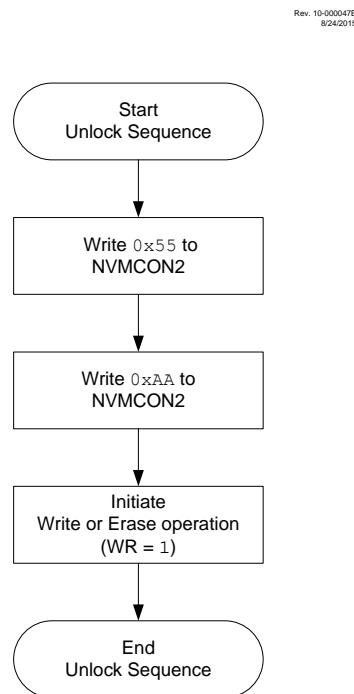 Rev. 10-000047B
8/24/2015
Start
Unlock Sequence
Write 0x55 to
NVMCON2
Write 0xAA to
NVMCON2
Initiate
Write or Erase operation
(WR = 1)
End
Unlock Sequence